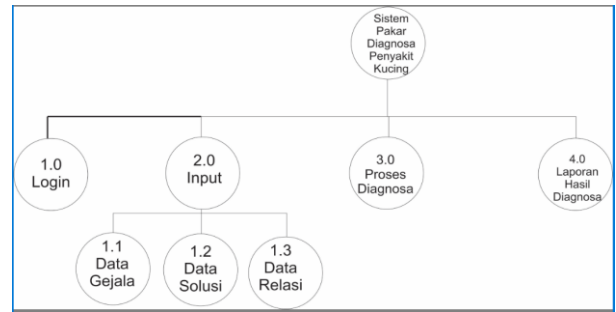 Sistem
Pakar
Diagnosa
Penyakit
Kucing
1.0
Login
2.0
Input
3.0
Proses
Diagnosa
4.0
Laporan
Hasil
Diagnosa
1.1
Data
Gejala
1.2
Data
Solusi
1.3
Data
Relasi